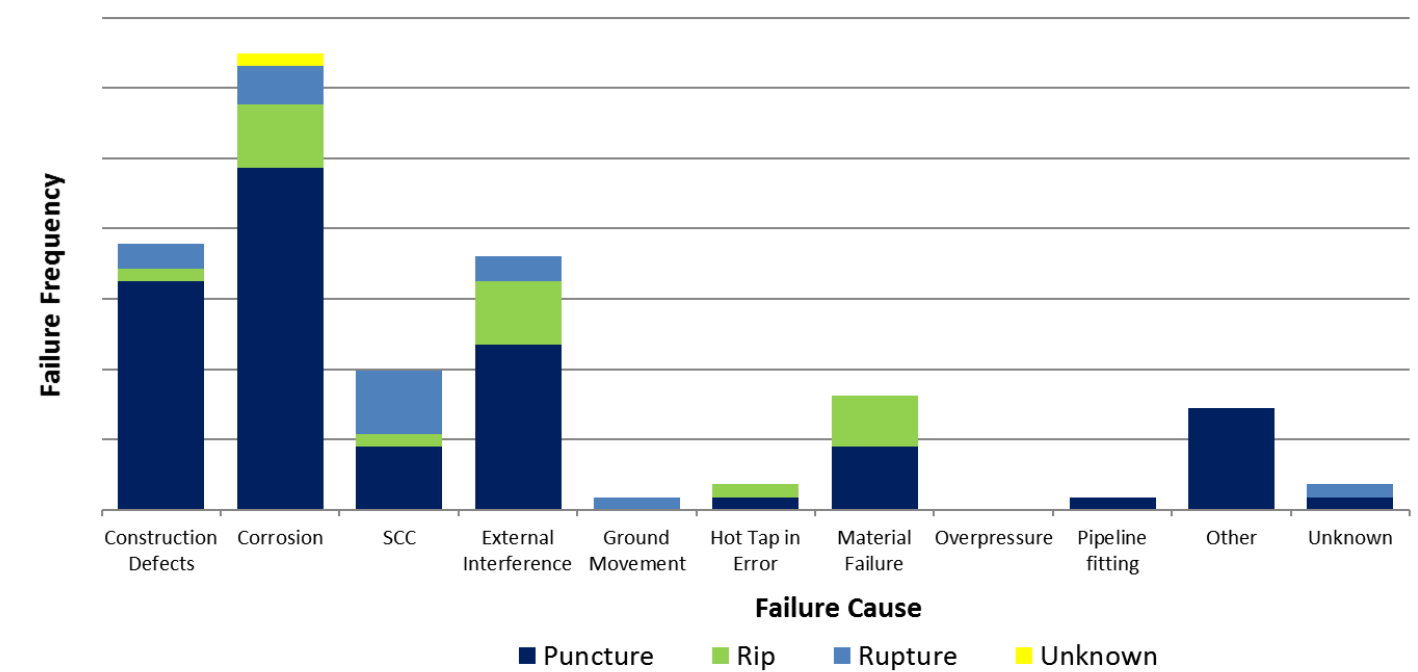 Failure Frequency
Construction
Defects
Corrosion
SCC
External
Interference
Ground
Movement
Hot Tap in
Error
Material
Failure
Overpressure
Pipeline
fitting
Other
Unknown
Failure Cause
Puncture
Rip
Rupture
Unknown